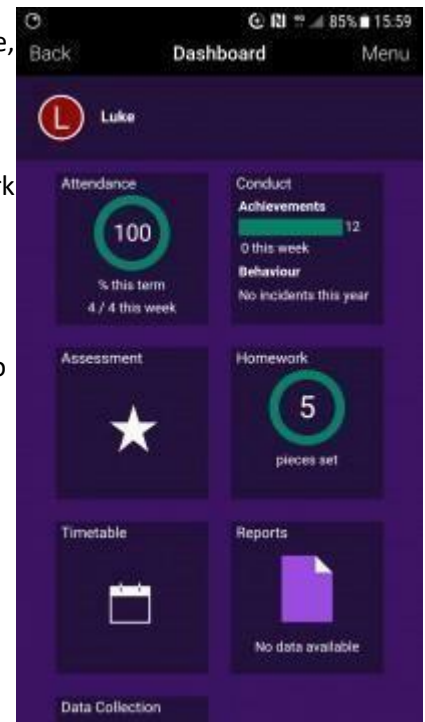 85% 15:59
Back Dashboard Menu
L Luke
Attendance
100
% this term
4 / 4 this week
Conduct
Achievements
12
0 this week
Behaviour
No incidents this year
Assessment
Homework
5
pieces set
Timetable
Reports
No data available
Data Collection